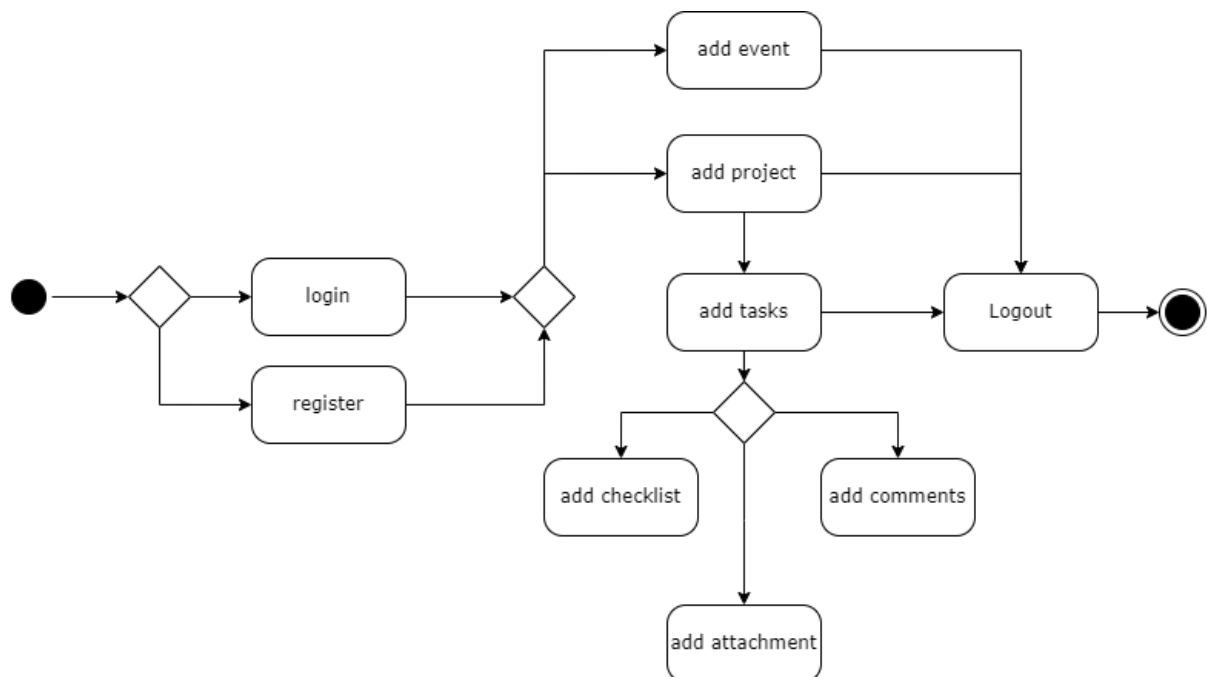 add event
add project
login
add tasks
Logout
register
add checklist
add comments
add attachment